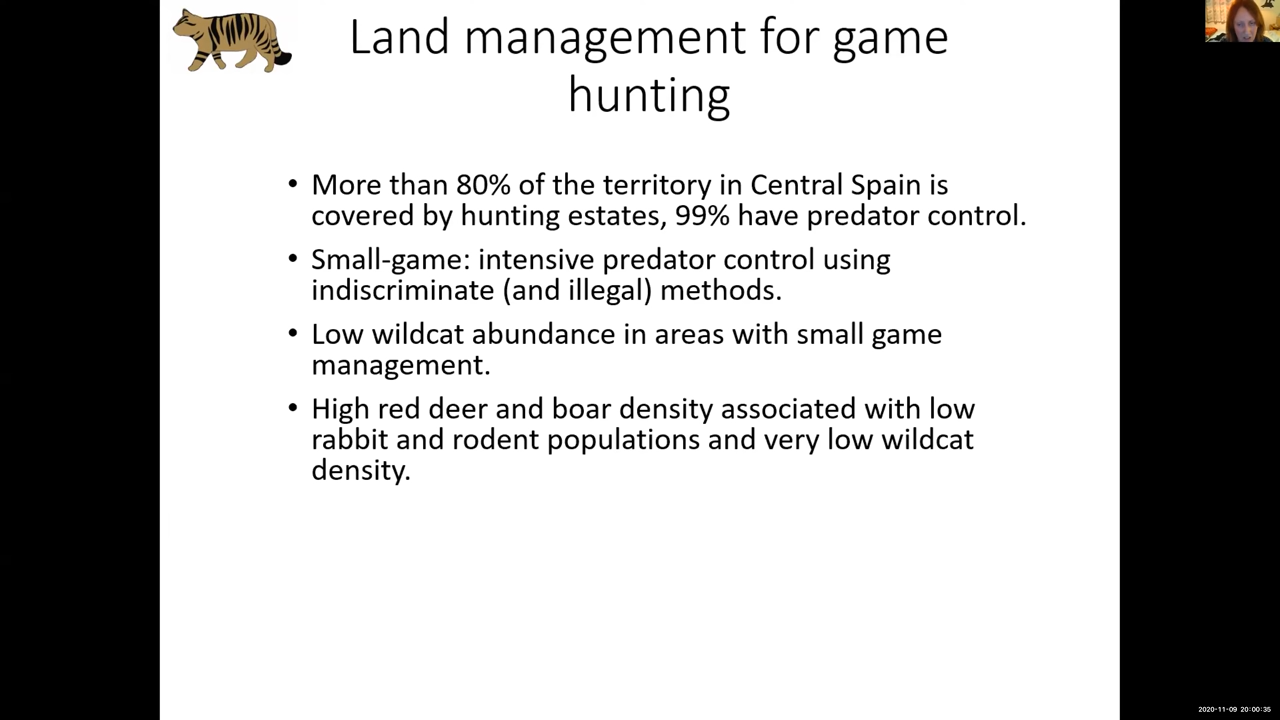 Land management for game
hunting
• More than 80% of the territory in Central Spain is
covered by hunting estates, 99% have predator control.
• Small-game: intensive predator control using
indiscriminate (and illegal) methods.
• Low wildcat abundance in areas with small game
management.
• High red deer and boar density associated with low
rabbit and rodent populations and very low wildcat
density.
2020-11-09 20:00:35